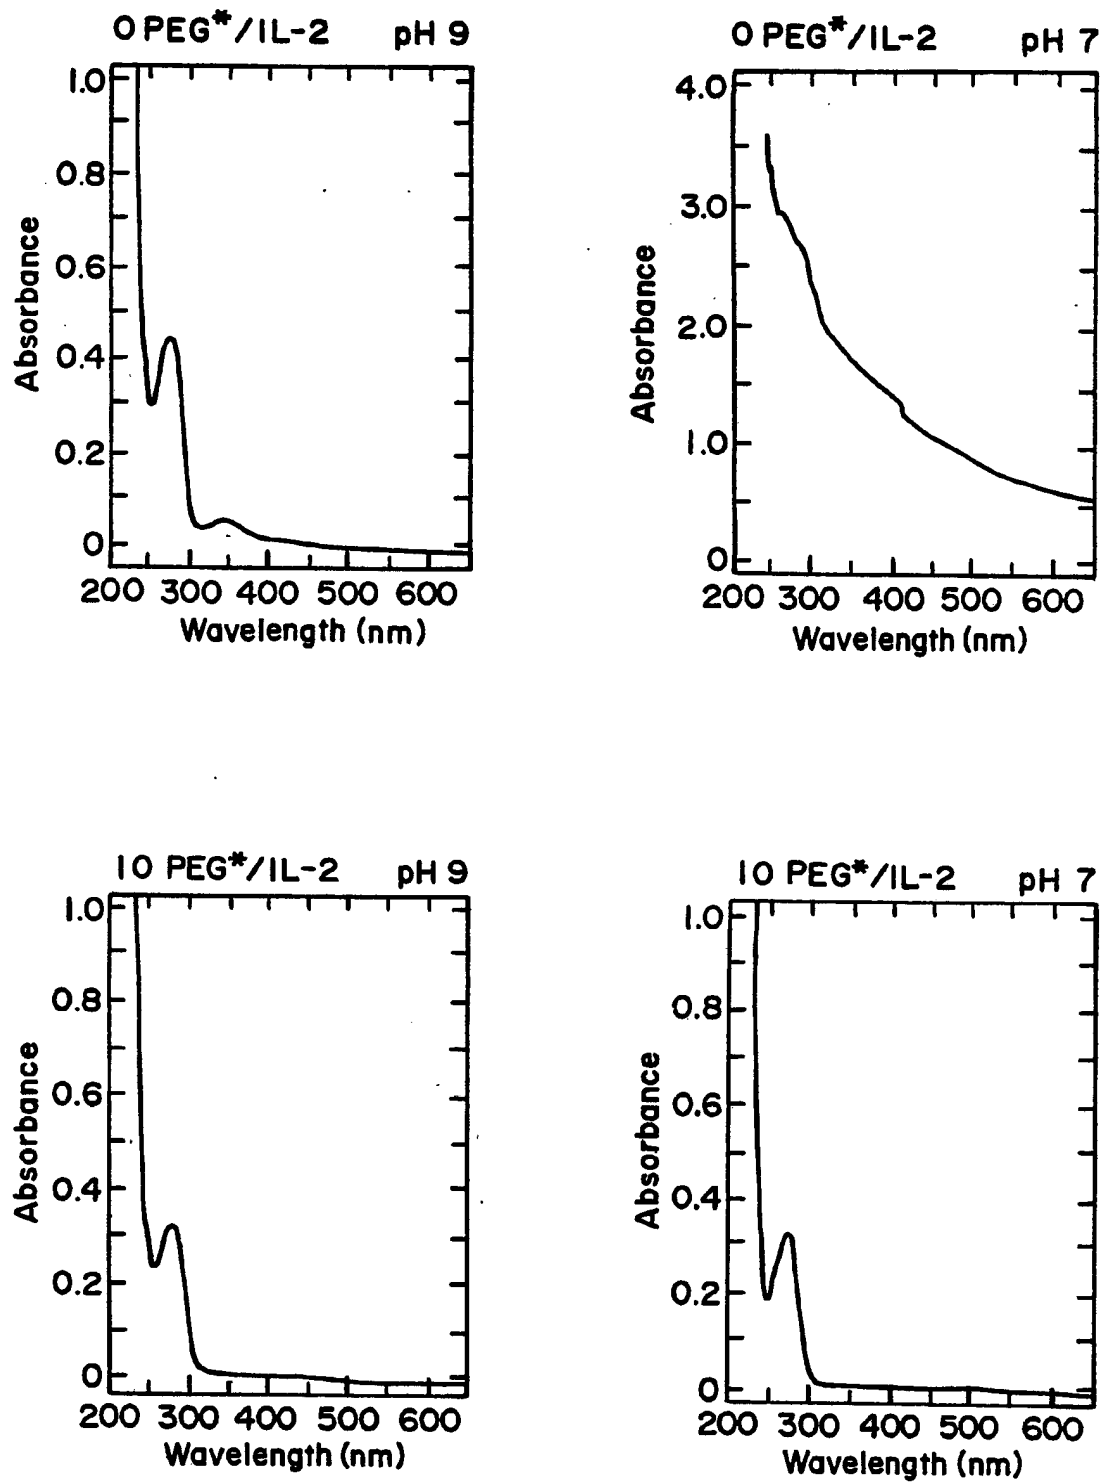 0 PEG*/IL-2 pH 9
1.0
0.8
0.6
0.4
0.2
0
Absorbance
200 300 400 500 600
Wavelength (nm)
0 PEG*/IL-2 pH 7
4.0
3.0
2.0
1.0
0
Absorbance
200 300 400 500 600
Wavelength (nm)
10 PEG*/IL-2 pH 9
1.0
0.8
0.6
0.4
0.2
0
Absorbance
200 300 400 500 600
Wavelength (nm)
10 PEG*/IL-2 pH 7
1.0
0.8
0.6
0.4
0.2
0
Absorbance
200 300 400 500 600
Wavelength (nm)